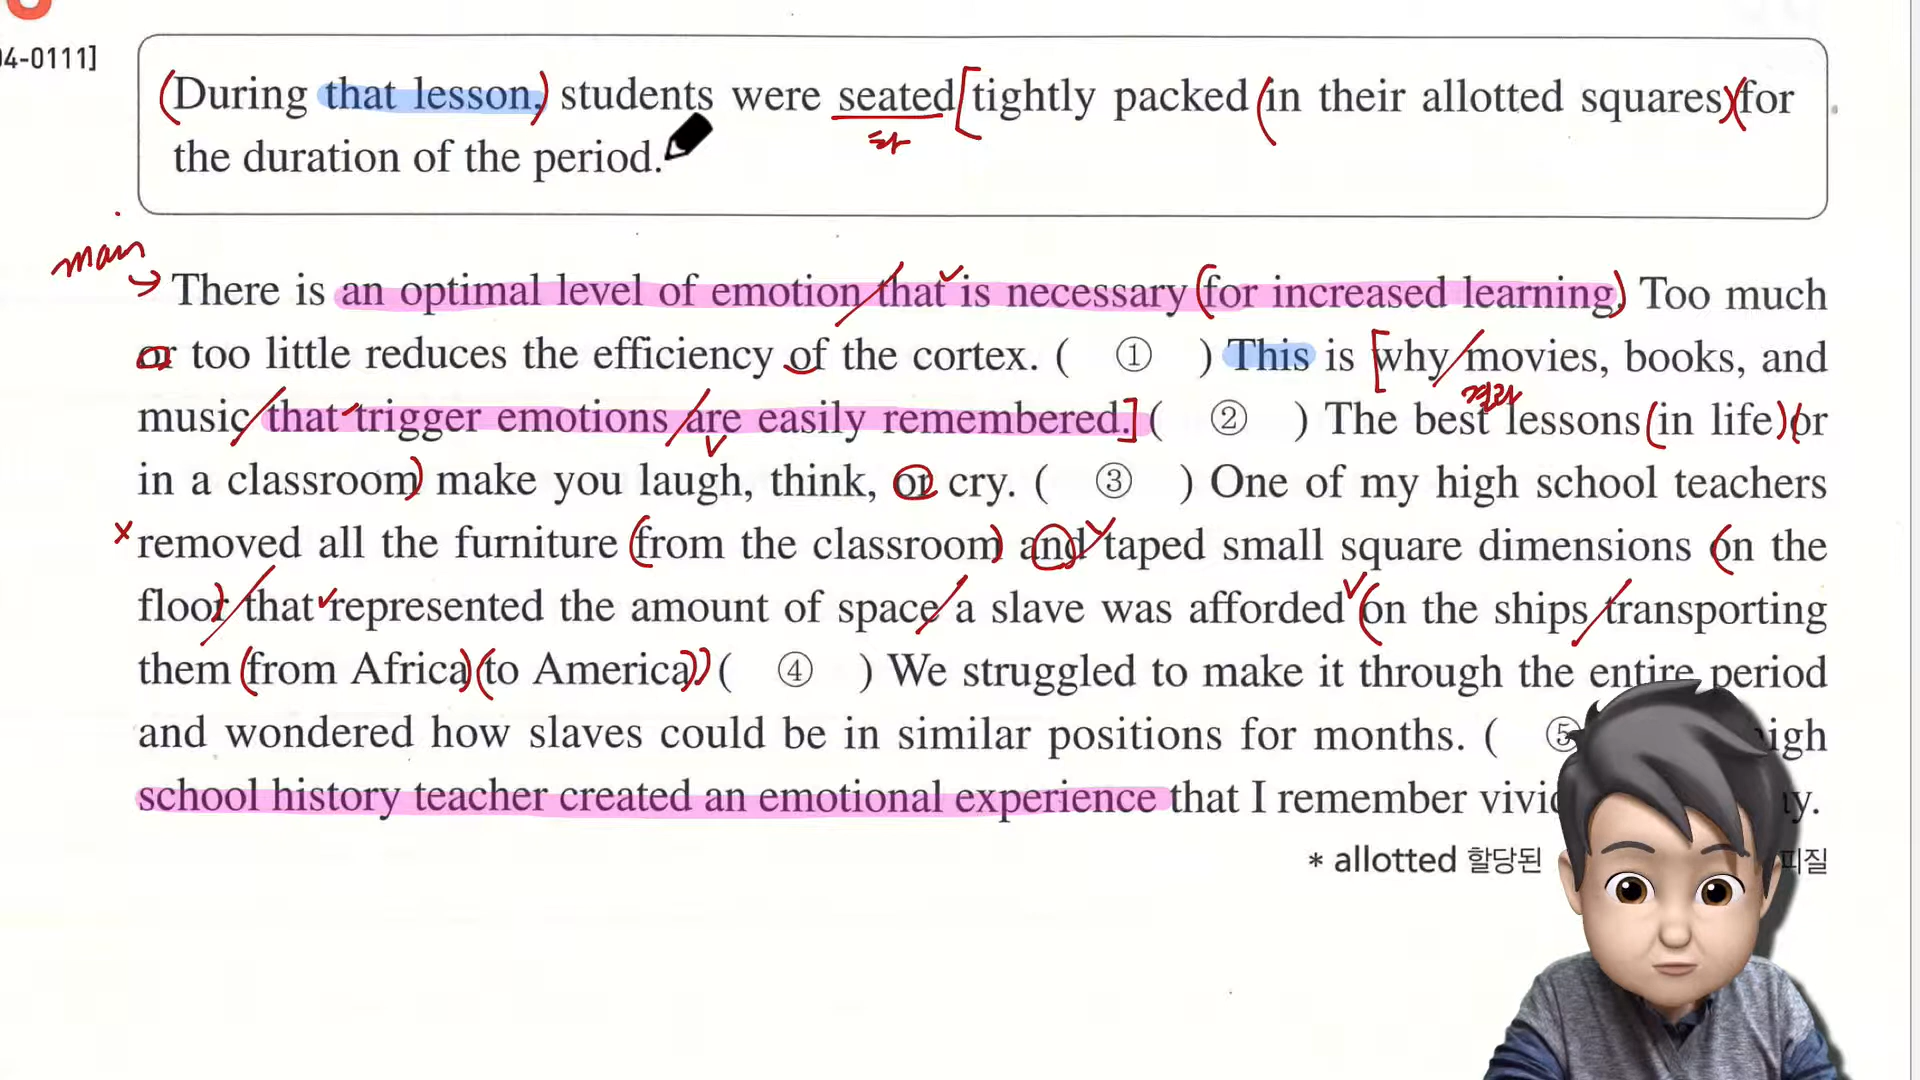 04-0111]
(During that lesson,) students were seated [tightly packed (in their allotted squares) (for
the duration of the period.
main
There is an optimal level of emotion that is necessary (for increased learning.) Too much
or too little reduces the efficiency of the cortex. ( ① ) This is [why movies, books, and
music that trigger emotions are easily remembered.] ( ② ) The best lessons (in life) (or
in a classroom) make you laugh, think, or cry. ( ③ ) One of my high school teachers
removed all the furniture (from the classroom) and taped small square dimensions (on the
floor) that represented the amount of space a slave was afforded (on the ships transporting
them (from Africa) (to America)) ( ④ ) We struggled to make it through the entire period
and wondered how slaves could be in similar positions for months. ( ⑤ igh
school history teacher created an emotional experience that I remember
* allotted 할당된 피질